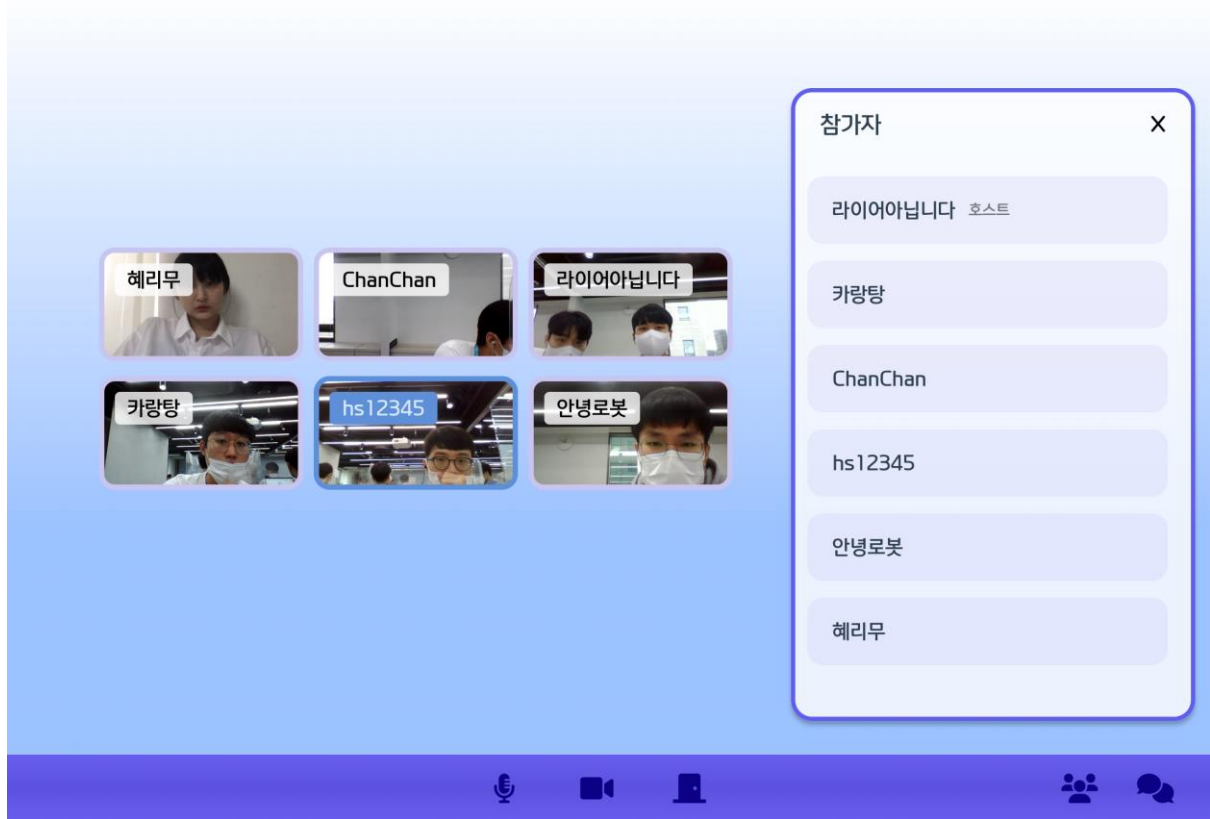 혜리무
ChanChan
라이어아닙니다
카랑탕
hs12345
안녕로봇
참가자
X
라이어아닙니다 호스트
카랑탕
ChanChan
hs12345
안녕로봇
혜리무